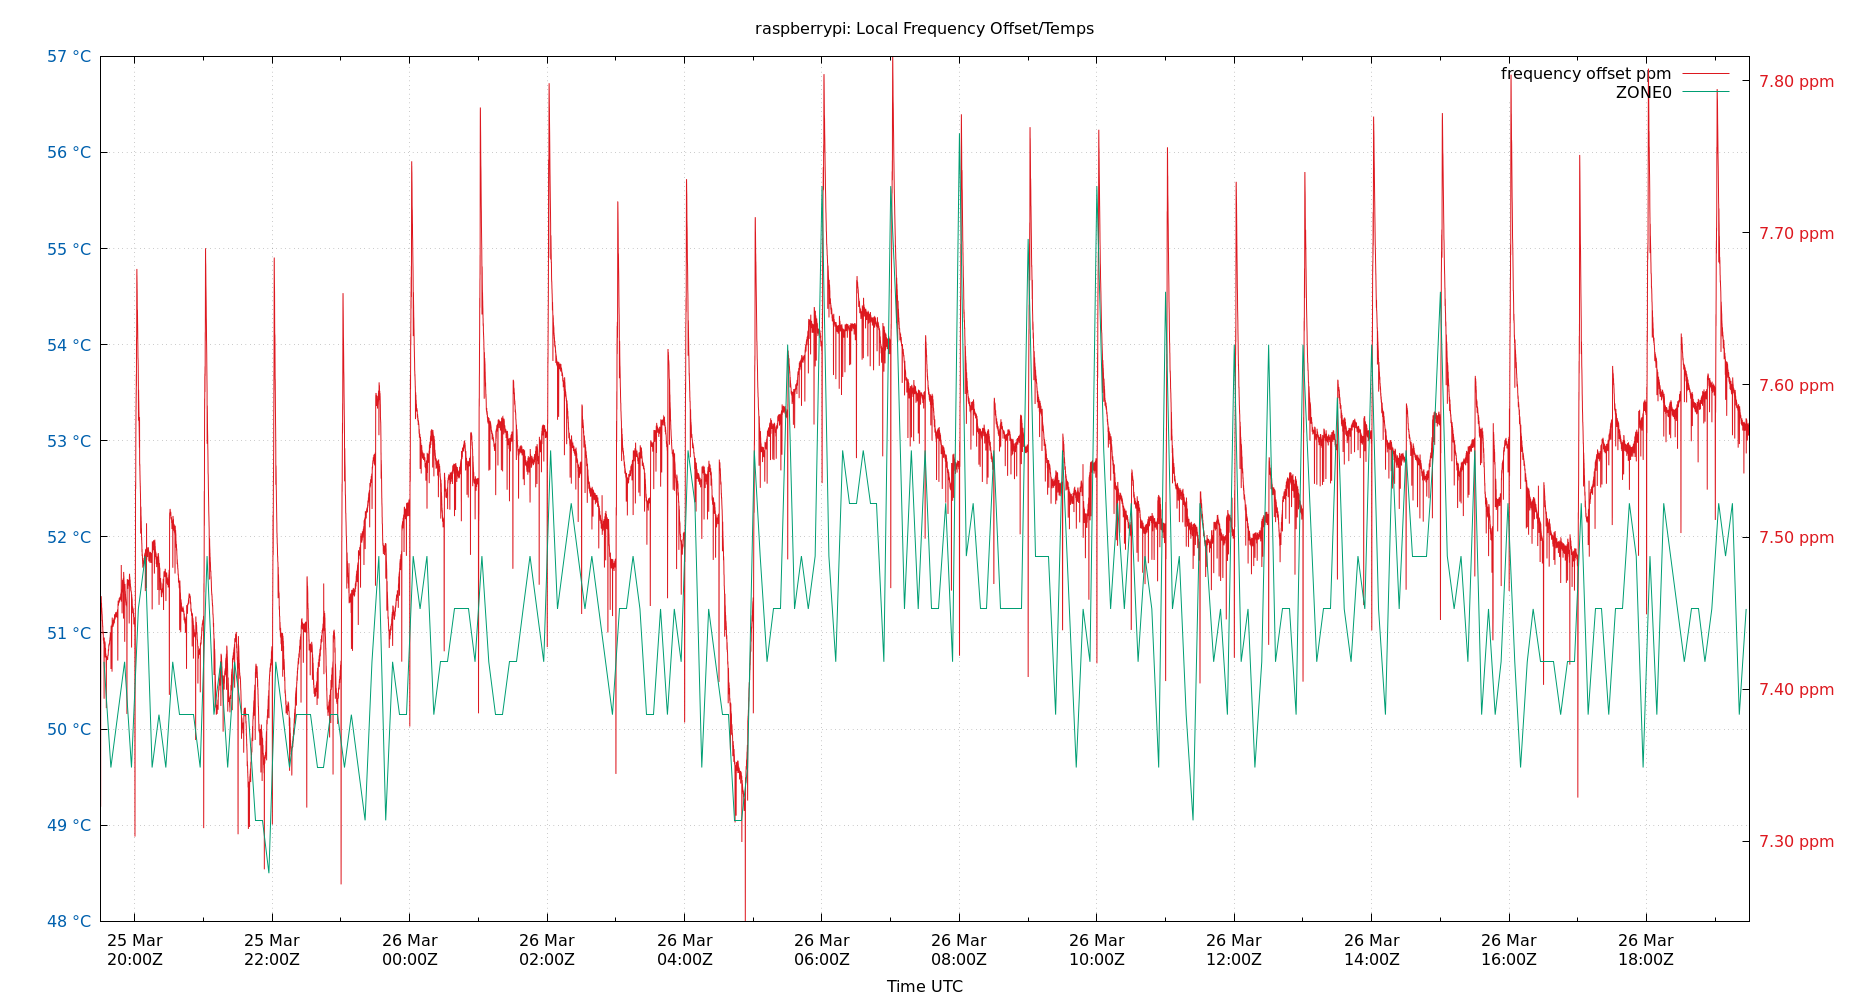 raspberrypi: Local Frequency Offset/Temps
57 °C
56 °C
55 °C
54 °C
53 °C
52 °C
51 °C
50 °C
49 °C
48 °C
frequency offset ppm
ZONE0
7.80 ppm
7.70 ppm
7.60 ppm
7.50 ppm
7.40 ppm
7.30 ppm
25 Mar
20:00Z
25 Mar
22:00Z
26 Mar
00:00Z
26 Mar
02:00Z
26 Mar
04:00Z
26 Mar
06:00Z
26 Mar
08:00Z
26 Mar
10:00Z
26 Mar
12:00Z
26 Mar
14:00Z
26 Mar
16:00Z
26 Mar
18:00Z
Time UTC